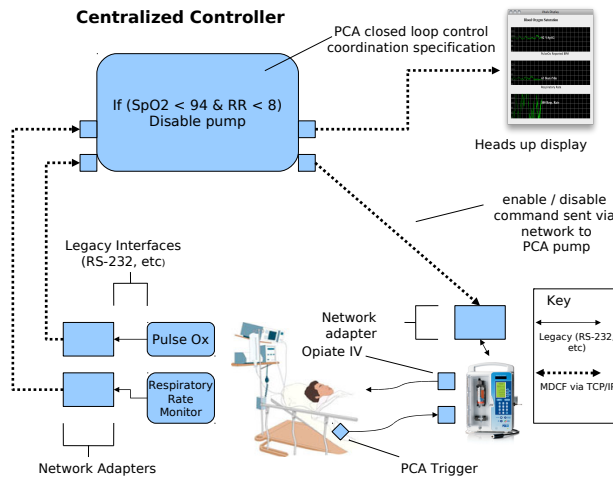 Centralized Controller
PCA closed loop control
coordination specification
If (SpO2 < 94 & RR < 8)
Disable pump
Heads up display
enable / disable
command sent via
network to
PCA pump
Legacy Interfaces
(RS-232, etc)
Network
adapter
Opiate IV
Key
Legacy (RS-232,
etc)
MDCF via TCP/IP
Pulse Ox
Respiratory
Rate
Monitor
Network Adapters
PCA Trigger